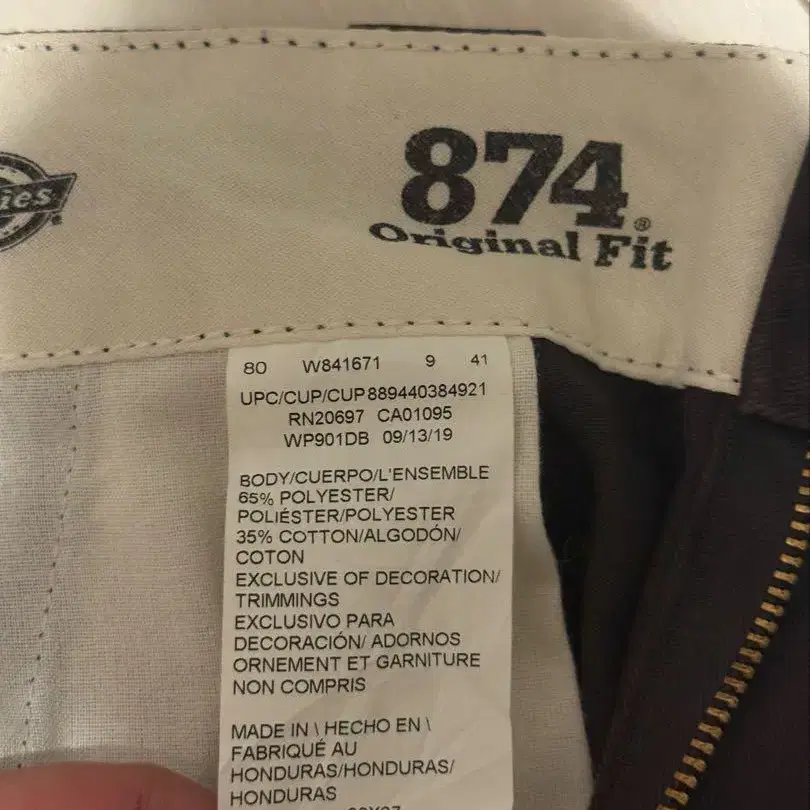 874®
Original Fit
80 W841671 9 41
UPC/CUP/CUP889440384921
RN20697 CA01095
WP901DB 09/13/19
BODY/CUERPO/L'ENSEMBLE
65% POLYESTER/
POLIÉSTER/POLYESTER
35% COTTON/ALGODÓN/
COTON
EXCLUSIVE OF DECORATION/
TRIMMINGS
EXCLUSIVO PARA
DECORACIÓN/ ADORNOS
ORNEMENT ET GARNITURE
NON COMPRIS
MADE IN \ HECHO EN \
FABRIQUÉ AU
HONDURAS/HONDURAS/
HONDURAS